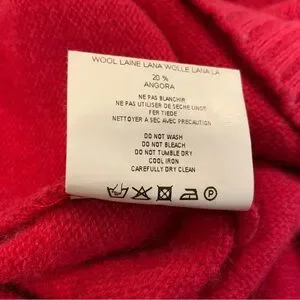 WOOL LAINE LANA WOLLE LANA LA
20 %
ANGORA
NE PAS BLANCHIR
NE PAS UTILISER DE SECHE LINGE
FER TIEDE
NETTOYER A SEC AVEC PRECAUTION
DO NOT WASH
DO NOT BLEACH
DO NOT TUMBLE DRY
COOL IRON
CAREFULLY DRY CLEAN
P